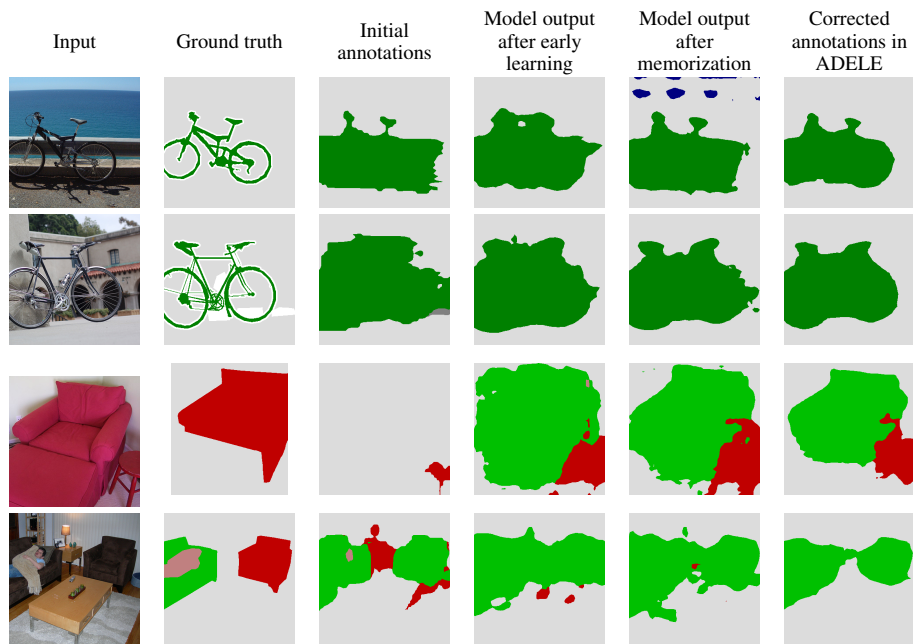 Input
Ground truth
Initial
annotations
Model output
after early
learning
Model output
after
memorization
Corrected
annotations in
ADELE